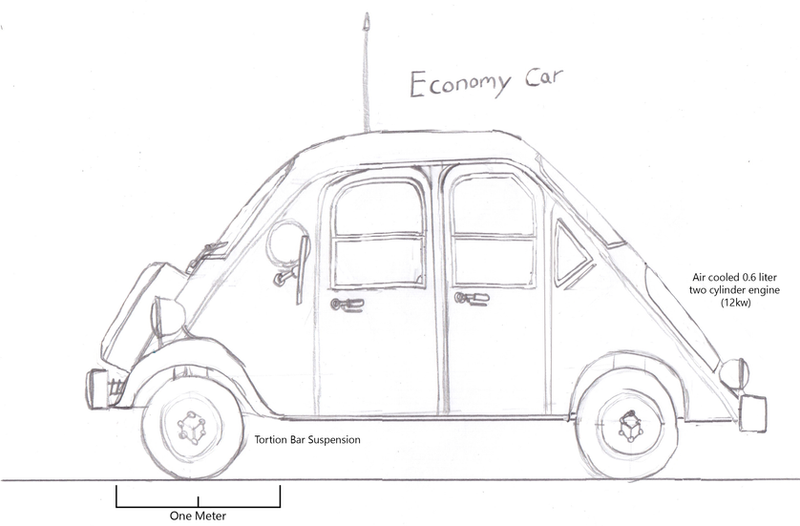 Economy Car
Air cooled 0.6 liter
two cylinder engine
(12kw)
Tortion Bar Suspension
One Meter